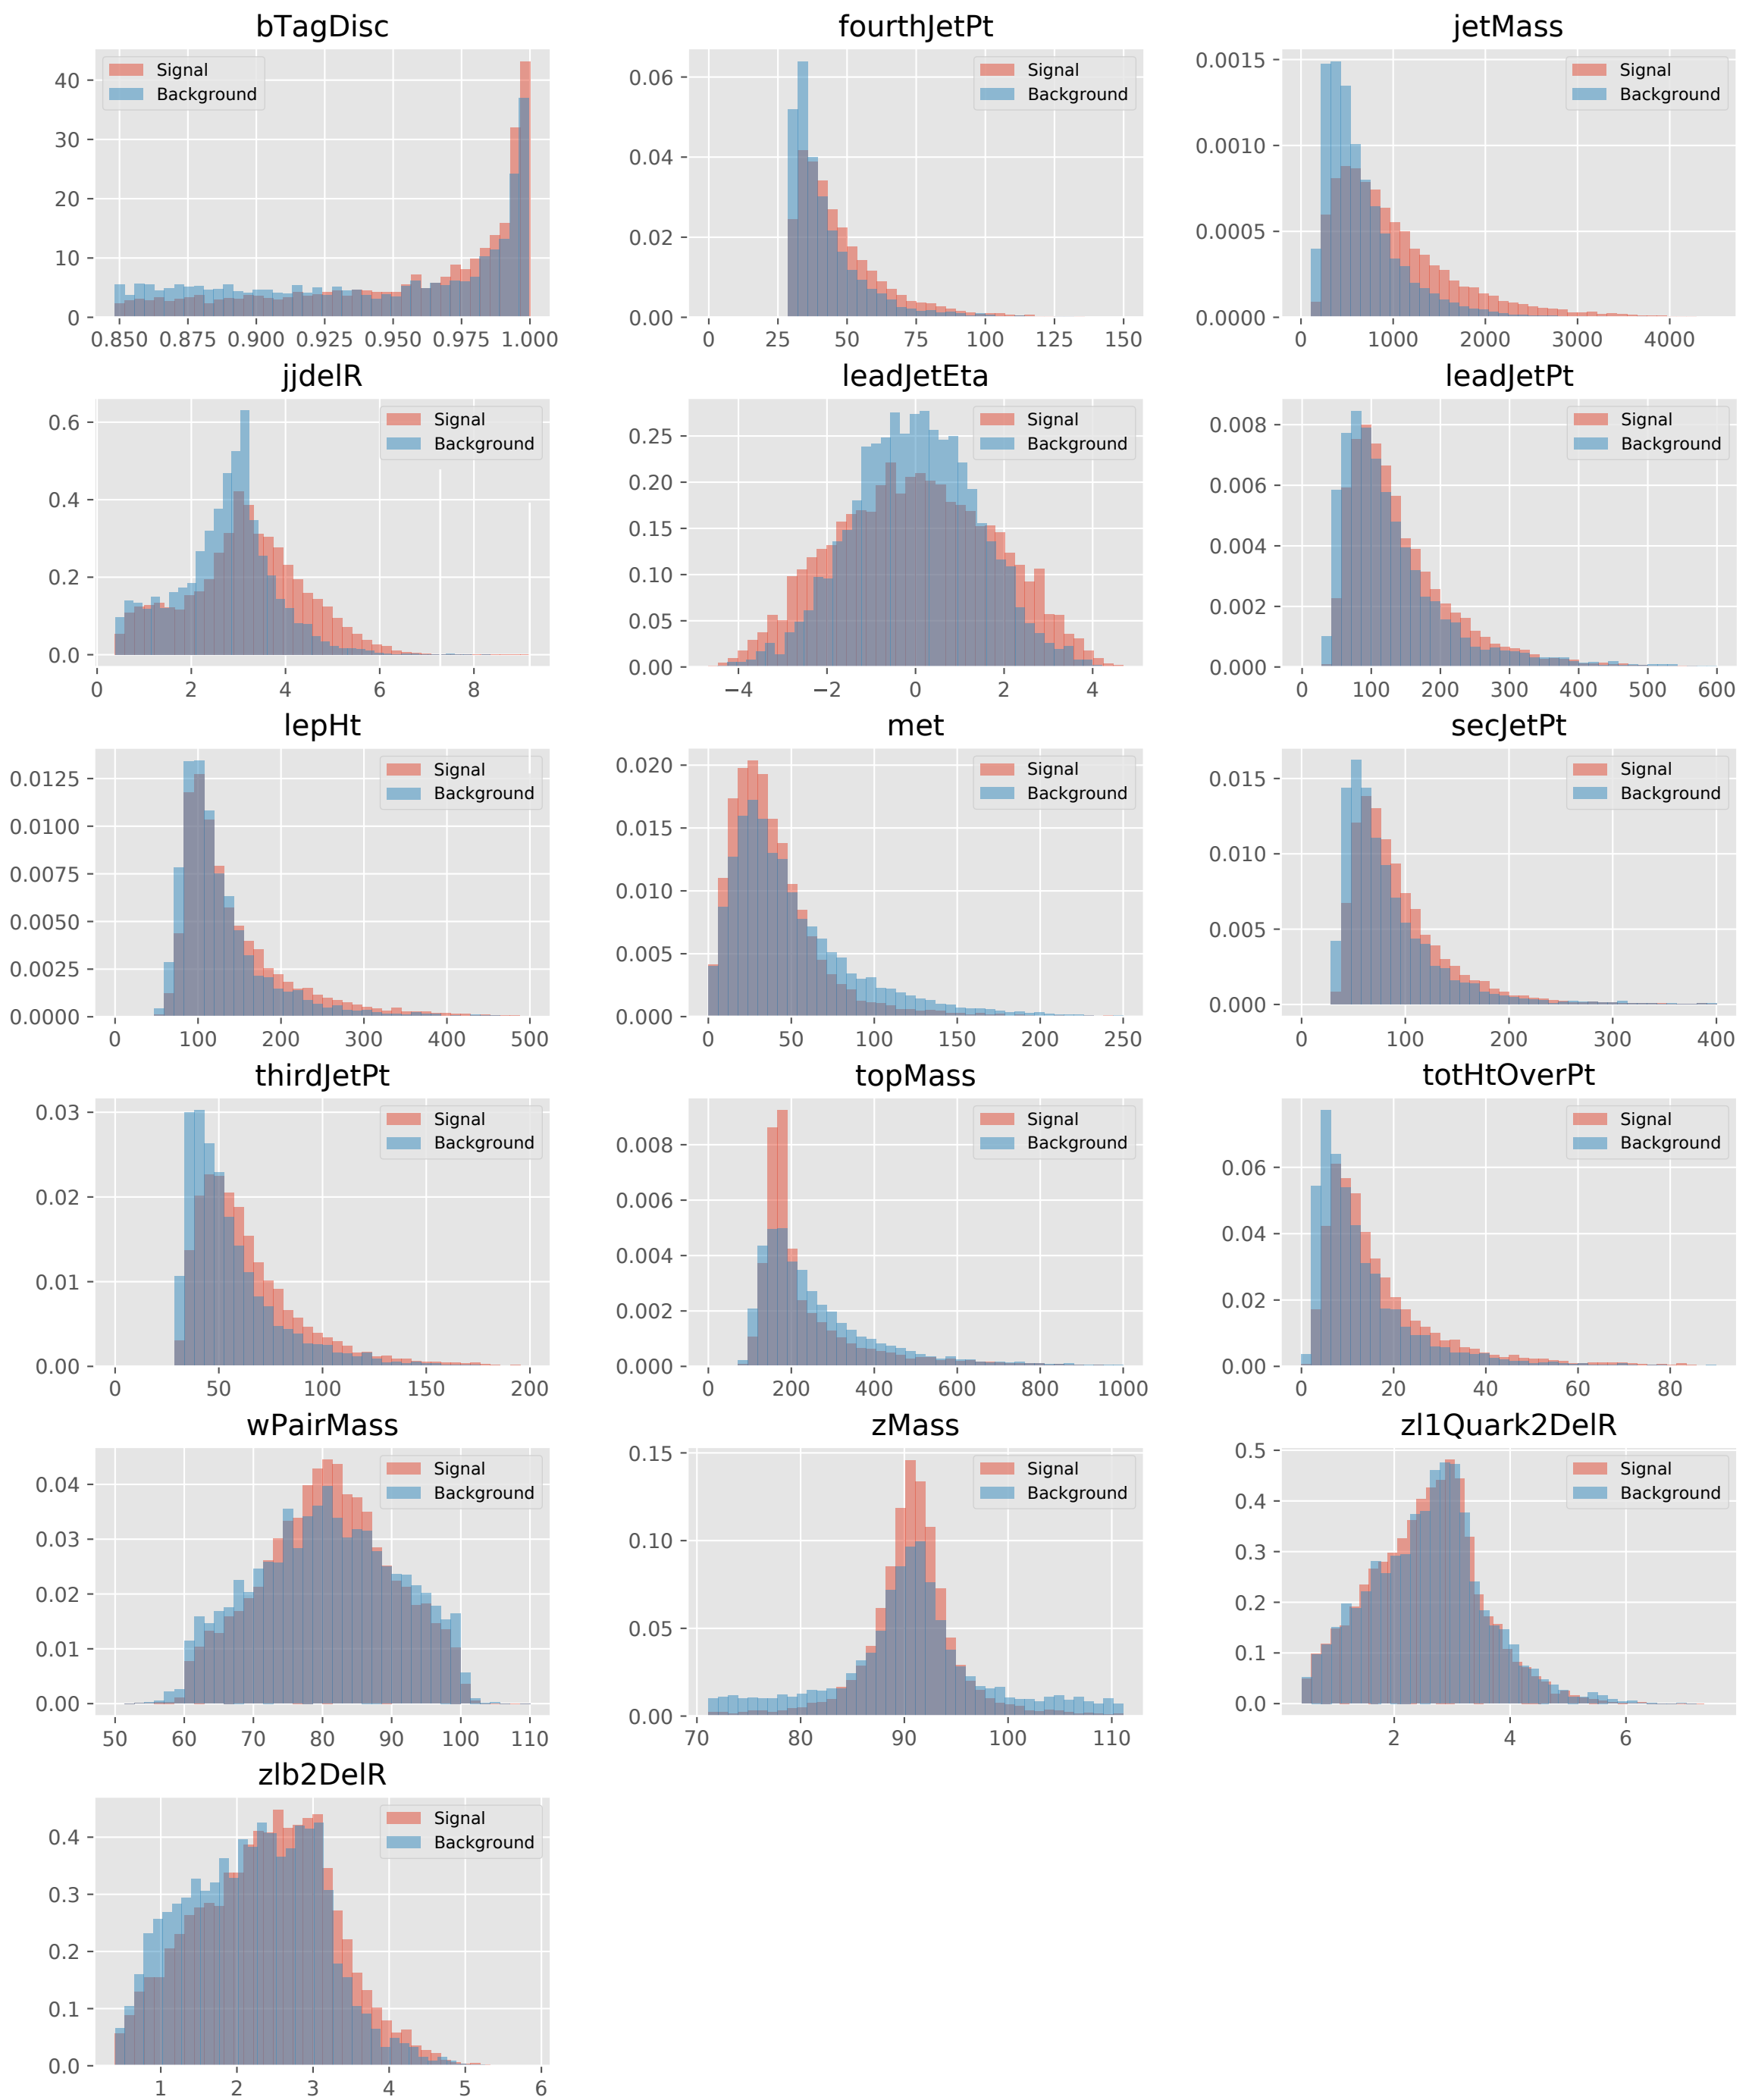 bTagDisc
40
30
20
10
0
0.850 0.875 0.900 0.925 0.950 0.975 1.000
Signal
Background
fourthJetPt
0.06
0.04
0.02
0.00
0 25 50 75 100 125 150
Signal
Background
jetMass
0.0015
0.0010
0.0005
0.0000
0 1000 2000 3000 4000
Signal
Background
jjdelR
0.6
0.4
0.2
0.0
0 2 4 6 8
Signal
Background
leadJetEta
0.25
0.20
0.15
0.10
0.05
0.00
−4 −2 0 2 4
Signal
Background
leadJetPt
0.008
0.006
0.004
0.002
0.000
0 100 200 300 400 500 600
Signal
Background
lepHt
0.0125
0.0100
0.0075
0.0050
0.0025
0.0000
0 100 200 300 400 500
Signal
Background
met
0.020
0.015
0.010
0.005
0.000
0 50 100 150 200 250
Signal
Background
secJetPt
0.015
0.010
0.005
0.000
0 100 200 300 400
Signal
Background
thirdJetPt
0.03
0.02
0.01
0.00
0 50 100 150 200
Signal
Background
topMass
0.008
0.006
0.004
0.002
0.000
0 200 400 600 800 1000
Signal
Background
totHtOverPt
0.06
0.04
0.02
0.00
0 20 40 60 80
Signal
Background
wPairMass
0.04
0.03
0.02
0.01
0.00
50 60 70 80 90 100 110
Signal
Background
zMass
0.15
0.10
0.05
0.00
70 80 90 100 110
Signal
Background
zl1Quark2DelR
0.5
0.4
0.3
0.2
0.1
0.0
2 4 6
Signal
Background
zlb2DelR
0.4
0.3
0.2
0.1
0.0
1 2 3 4 5 6
Signal
Background